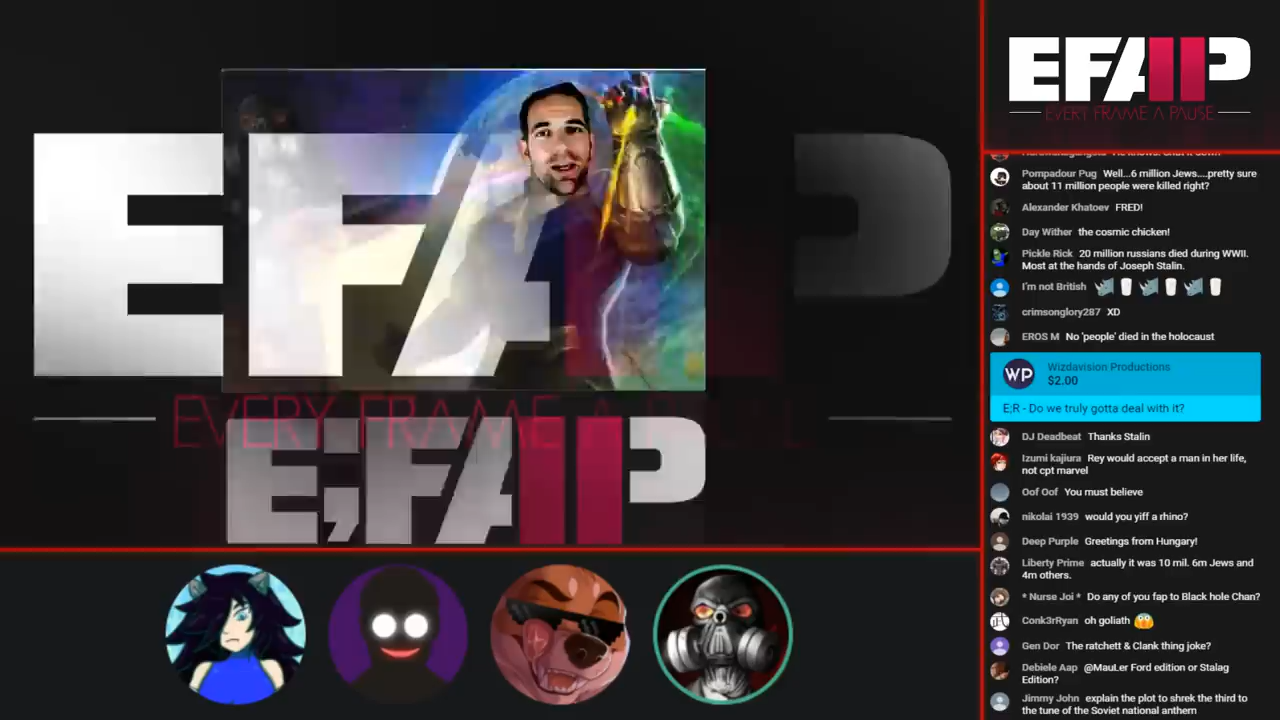 EFAP
EVERY FRAME A
E;FAP
EFAP
EVERY FRAME A PAUSE
Pompadour Pug Well...6 million Jews....pretty sure
about 11 million people were killed right?
Alexander Khatoev FRED!
Day Wither the cosmic chicken!
Pickle Rick 20 million russians died during WWII.
Most at the hands of Joseph Stalin.
I'm not British
crimsonglory287 XD
EROS M No 'people' died in the holocaust
WP Wizdavision Productions
$2.00
E;R - Do we truly gotta deal with it?
DJ Deadbeat Thanks Stalin
Izumi kajiura Rey would accept a man in her life,
not cpt marvel
Oof Oof You must believe
nikolai 1939 would you yiff a rhino?
Deep Purple Greetings from Hungary!
Liberty Prime actually it was 10 mil. 6m Jews and
4m others.
* Nurse Joi * Do any of you fap to Black hole Chan?
Conk3rRyan oh goliath
Gen Dor The ratchett & Clank thing joke?
Debiele Aap @MauLer Ford edition or Stalag
Edition?
Jimmy John explain the plot to shrek the third to
the tune of the Soviet national anthem